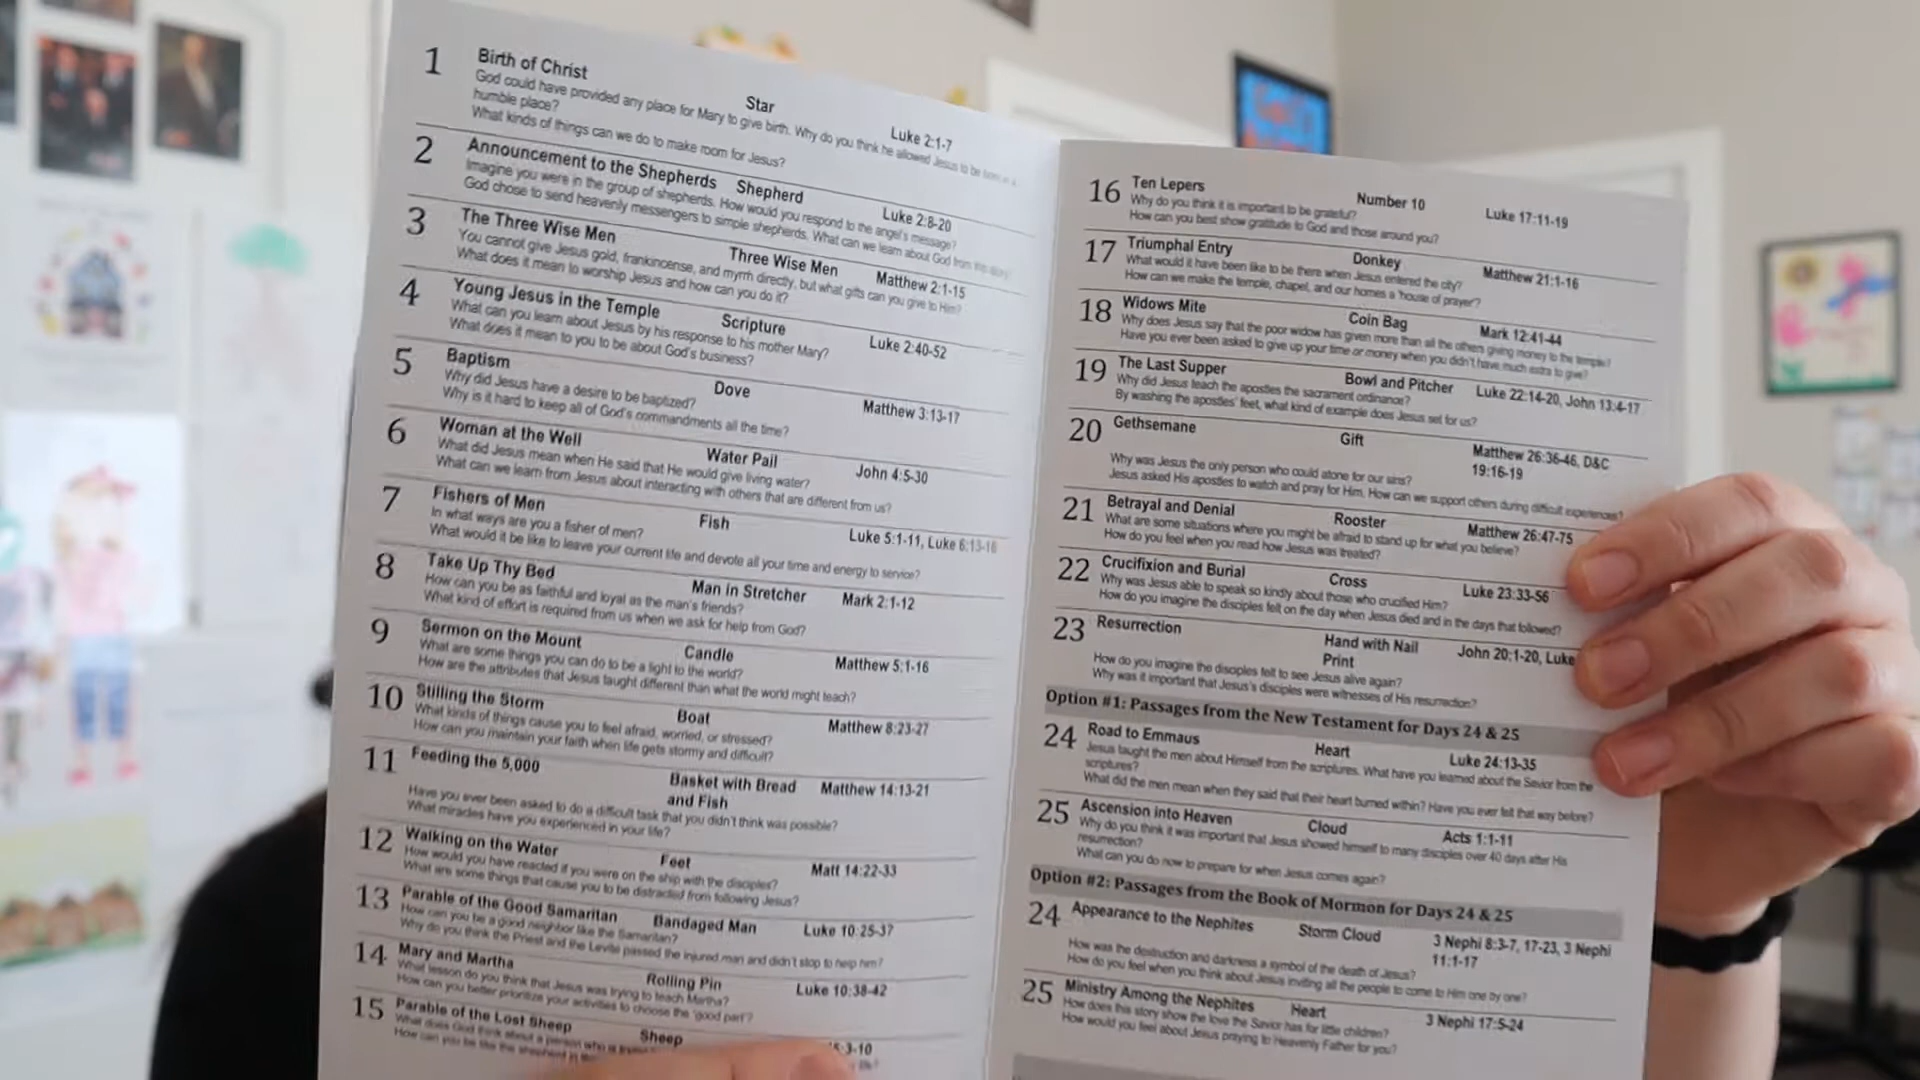 1 Birth of Christ Star Luke 2:1-7
God could have provided any place for Mary to give birth. Why do you think he allowed Jesus to be born in a
humble place?
What kinds of things can we do to make room for Jesus?
2 Announcement to the Shepherds Shepherd Luke 2:8-20
Imagine you were in the group of shepherds. How would you respond to the angel's message?
God chose to send heavenly messengers to simple shepherds. What can we learn about God from this story?
3 The Three Wise Men Three Wise Men Matthew 2:1-15
You cannot give Jesus gold, frankincense, and myrrh directly, but what gifts can you give to Him?
What does it mean to worship Jesus and how can you do it?
4 Young Jesus in the Temple Scripture Luke 2:40-52
What can you learn about Jesus by his response to his mother Mary?
What does it mean to you to be about God's business?
5 Baptism Dove Matthew 3:13-17
Why did Jesus have a desire to be baptized?
Why is it hard to keep all of God's commandments all the time?
6 Woman at the Well Water Pail John 4:5-30
What did Jesus mean when He said that He would give living water?
What can we learn from Jesus about interacting with others that are different from us?
7 Fishers of Men Fish Luke 5:1-11, Luke 6:13-16
In what ways are you a fisher of men?
What would it be like to leave your current life and devote all your time and energy to service?
8 Take Up Thy Bed Man in Stretcher Mark 2:1-12
How can you be as faithful and loyal as the man's friends?
What kind of effort is required from us when we ask for help from God?
9 Sermon on the Mount Candle Matthew 5:1-16
What are some things you can do to be a light to the world?
How are the attributes that Jesus taught different than what the world might teach?
10 Stilling the Storm Boat Matthew 8:23-27
What kinds of things cause you to feel afraid, worried, or stressed?
How can you maintain your faith when life gets stormy and difficult?
11 Feeding the 5,000 Basket with Bread Matthew 14:13-21
and Fish
Have you ever been asked to do a difficult task that you didn't think was possible?
What miracles have you experienced in your life?
12 Walking on the Water Feet Matt 14:22-33
How would you have reacted if you were on the ship with the disciples?
What are some things that cause you to be distracted from following Jesus?
13 Parable of the Good Samaritan Bandaged Man Luke 10:25-37
How can you be a good neighbor like the Samaritan?
Why do you think the Priest and the Levite passed the injured man and didn't stop to help him?
14 Mary and Martha Rolling Pin Luke 10:38-42
What lesson do you think that Jesus was trying to teach Martha?
How can you better prioritize your activities to choose the 'good part'?
15 Parable of the Lost Sheep Sheep 5:3-10
What does God think about a person who is
How can you be like the shepherd in life?
16 Ten Lepers Number 10 Luke 17:11-19
Why do you think it is important to be grateful?
How can you best show gratitude to God and those around you?
17 Triumphal Entry Donkey Matthew 21:1-16
What would it have been like to be there when Jesus entered the city?
How can we make the temple, chapel, and our homes a 'house of prayer'?
18 Widows Mite Coin Bag Mark 12:41-44
Why does Jesus say that the poor widow has given more than all the others giving money to the temple?
Have you ever been asked to give up your time or money when you didn't have much extra to give?
19 The Last Supper Bowl and Pitcher Luke 22:14-20, John 13:4-17
Why did Jesus teach the apostles the sacrament ordinance?
By washing the apostles' feet, what kind of example does Jesus set for us?
20 Gethsemane Gift Matthew 26:36-46, D&C
19:16-19
Why was Jesus the only person who could atone for our sins?
Jesus asked His apostles to watch and pray for Him. How can we support others during difficult experiences?
21 Betrayal and Denial Rooster Matthew 26:47-75
What are some situations where you might be afraid to stand up for what you believe?
How do you feel when you read how Jesus was treated?
22 Crucifixion and Burial Cross Luke 23:33-56
Why was Jesus able to speak so kindly about those who crucified Him?
How do you imagine the disciples felt on the day when Jesus died and in the days that followed?
23 Resurrection Hand with Nail John 20:1-20, Luke
Print
How do you imagine the disciples felt to see Jesus alive again?
Why was it important that Jesus's disciples were witnesses of His resurrection?
Option #1: Passages from the New Testament for Days 24 & 25
24 Road to Emmaus Heart Luke 24:13-35
Jesus taught the men about Himself from the scriptures. What have you learned about the Savior from the
scriptures?
What did the men mean when they said that their heart burned within? Have you ever felt that way before?
25 Ascension into Heaven Cloud Acts 1:1-11
Why do you think it was important that Jesus showed himself to many disciples over 40 days after His
resurrection?
What can you do now to prepare for when Jesus comes again?
Option #2: Passages from the Book of Mormon for Days 24 & 25
24 Appearance to the Nephites Storm Cloud 3 Nephi 8:3-7, 17-23, 3 Nephi
11:1-17
How was the destruction and darkness a symbol of the death of Jesus?
How do you feel when you think about Jesus inviting all the people to come to Him one by one?
25 Ministry Among the Nephites Heart 3 Nephi 17:5-24
How does this story show the love the Savior has for little children?
How would you feel about Jesus praying to Heavenly Father for you?